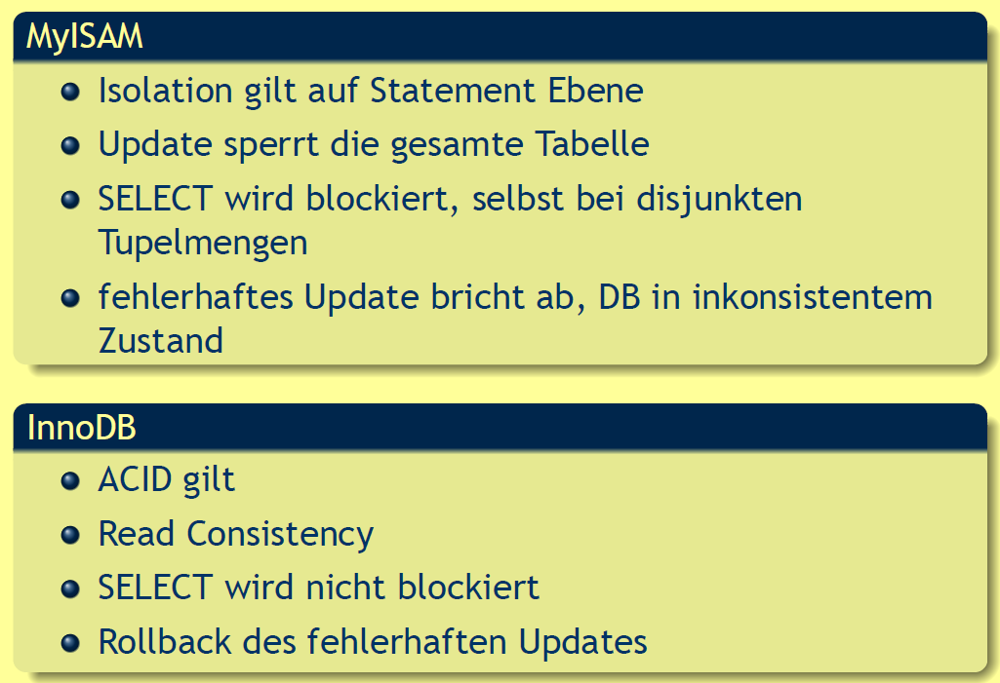 MyISAM
Isolation gilt auf Statement Ebene
Update sperrt die gesamte Tabelle
SELECT wird blockiert, selbst bei disjunkten
Tupelmengen
fehlerhaftes Update bricht ab, DB in inkonsistentem
Zustand
InnoDB
ACID gilt
Read Consistency
SELECT wird nicht blockiert
Rollback des fehlerhaften Updates